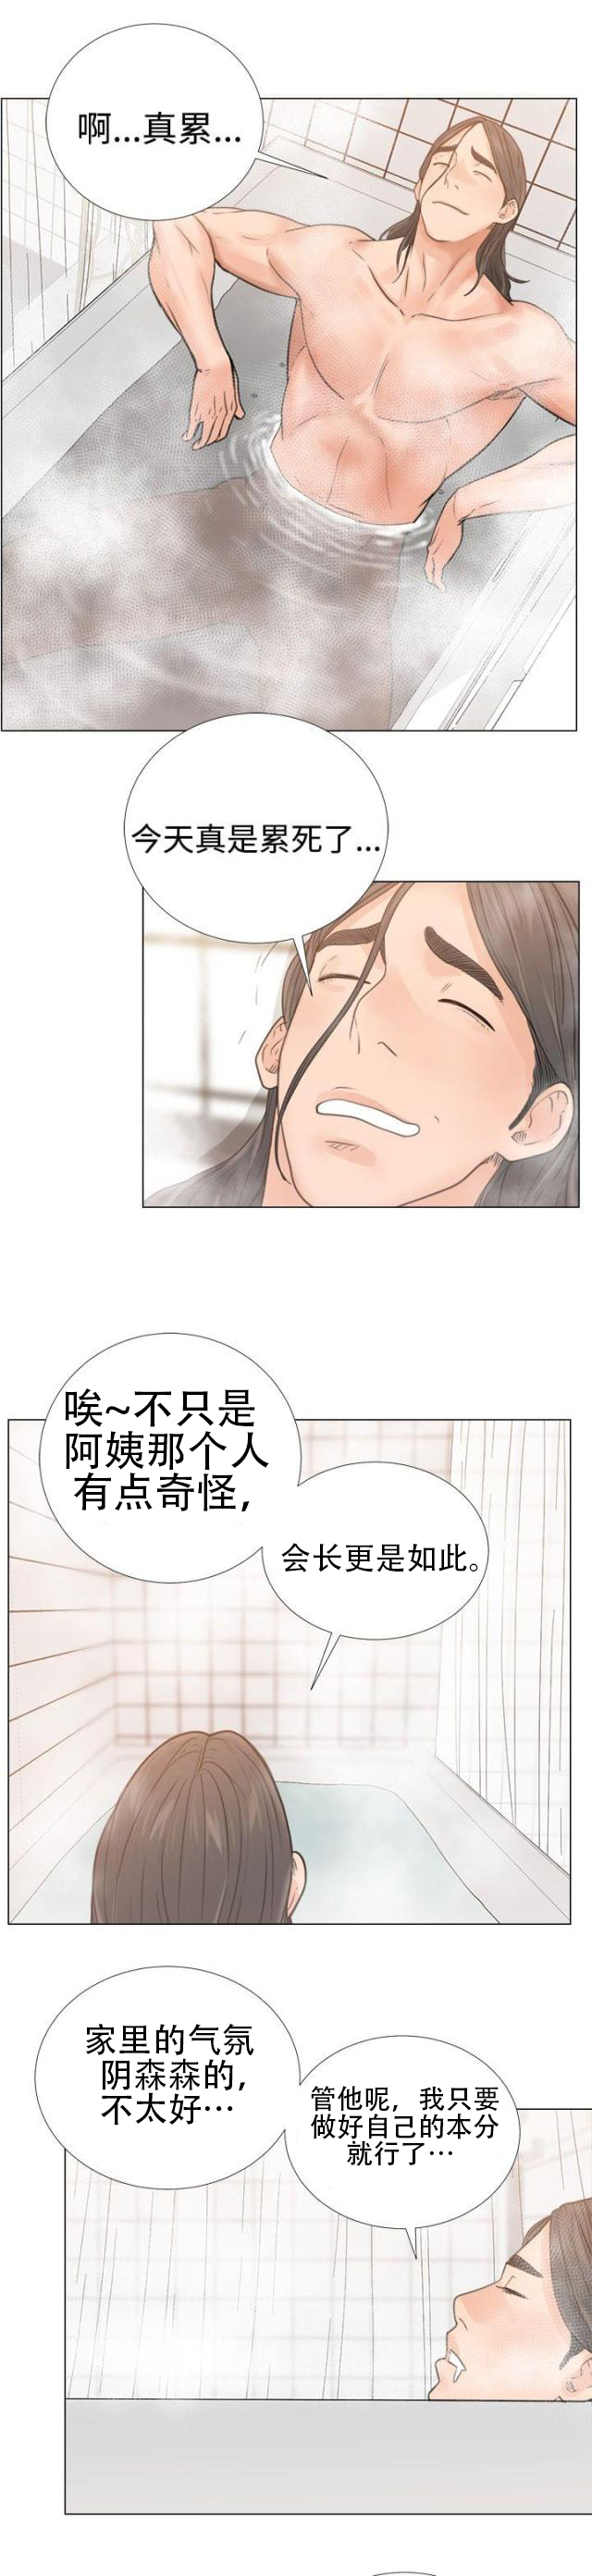 啊...真累...
今天真是累死了...
唉~不只是
阿姨那个人
有点奇怪,
会长更是如此。
家里的气氛
阴森森的,
不太好…
管他呢，我只要
做好自己的本分
就行了…